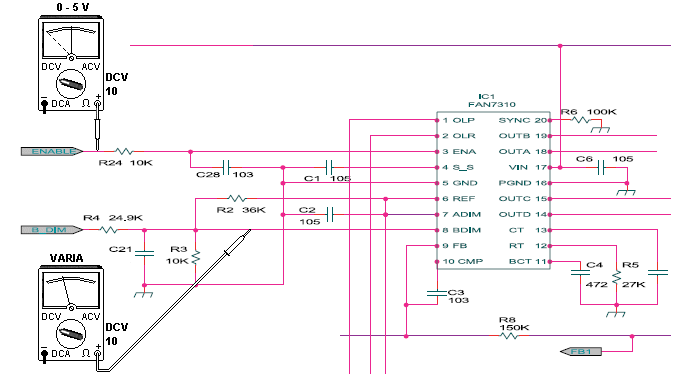 0 - 5 V
DCV ACV
DCA Ω
DCV
10
ENABLE
R24 10K
C28 103
C1 105
R2 36K
C2
105
R4 24,9K
B DIM
C21
R3
10K
VARIA
DCV ACV
DCA Ω
DCV
10
IC1
FAN7310
1 OLP SYNC 20
2 OLR OUTB 19
3 ENA OUTA 18
4 S_S VIN 17
5 GND PGND 16
6 REF OUTC 15
7 ADIM OUTD 14
8 BDIM CT 13
9 FB RT 12
10 CMP BCT 11
R6 100K
C6 105
C4
472
R5
27K
C3
103
R8
150K
FB1